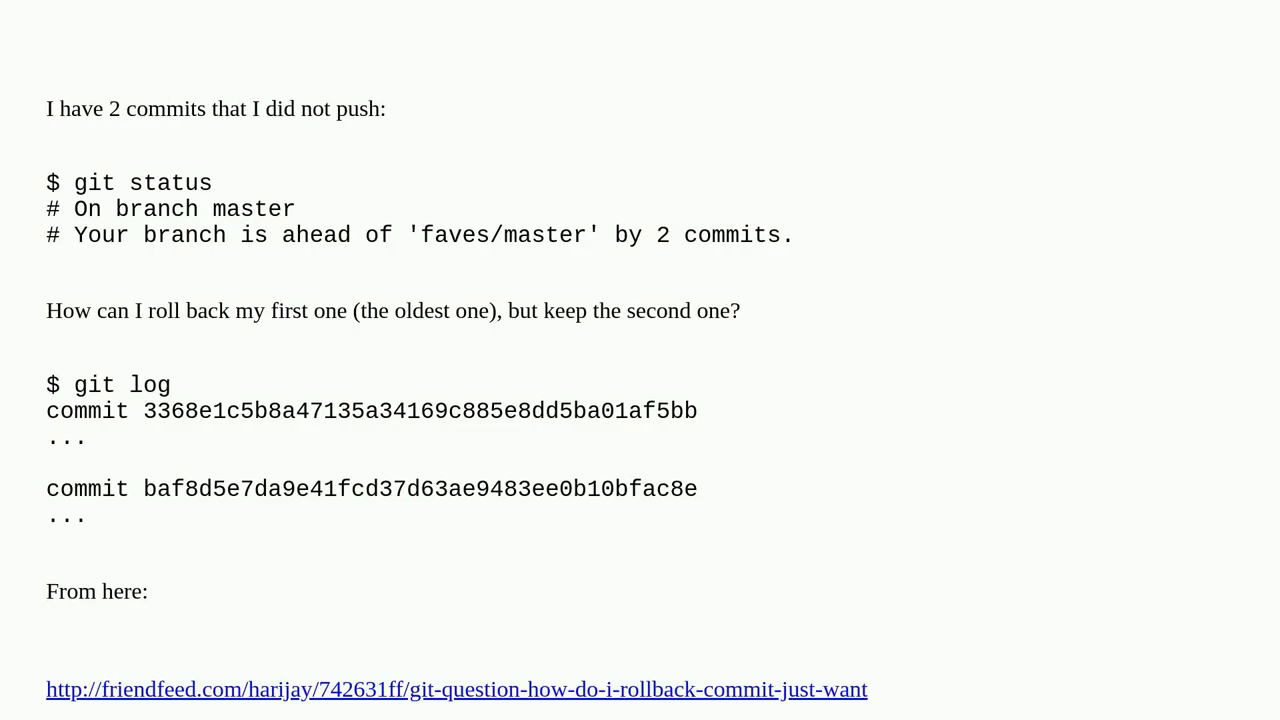 I have 2 commits that I did not push:
$ git status
# On branch master
# Your branch is ahead of 'faves/master' by 2 commits.
How can I roll back my first one (the oldest one), but keep the second one?
$ git log
commit 3368e1c5b8a47135a34169c885e8dd5ba01af5bb
...
commit baf8d5e7da9e41fcd37d63ae9483ee0b10bfac8e
...
From here:
http://friendfeed.com/harijay/742631ff/git-question-how-do-i-rollback-commit-just-want